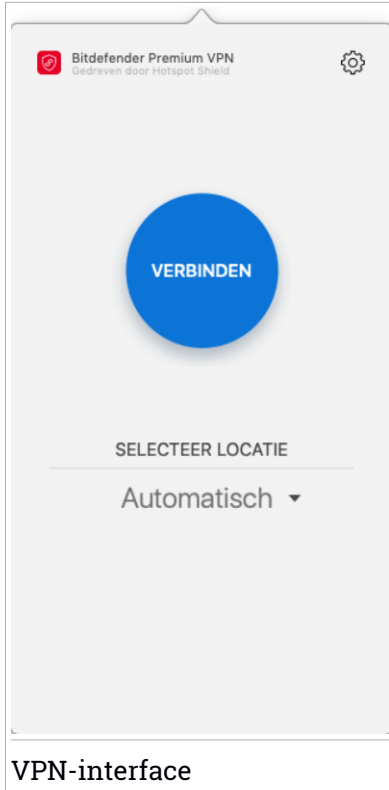 Bitdefender Premium VPN
Gedreven door Hotspot Shield
VERBINDEN
SELECTEER LOCATIE
Automatisch
VPN-interface